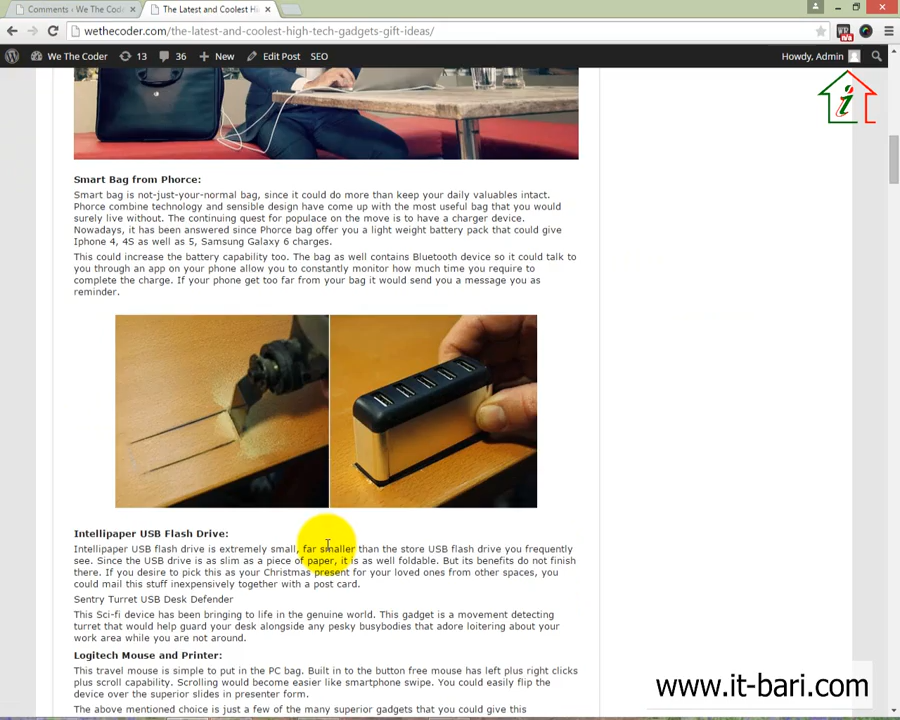 Comments ‹ We The Cod
The Latest and Coolest Hi
wethecoder.com/the-latest-and-coolest-high-tech-gadgets-gift-ideas/
We The Coder 13 36 New Edit Post SEO Howdy, Admin
Smart Bag from Phorce:
Smart bag is not-just-your-normal bag, since it could do more than keep your daily valuables intact.
Phorce combine technology and sensible design have come up with the most useful bag that you would
surely live without. The continuing quest for populace on the move is to have a charger device.
Nowadays, it has been answered since Phorce bag offer you a light weight battery pack that could give
Iphone 4, 4S as well as 5, Samsung Galaxy 6 charges.
This could increase the battery capability too. The bag as well contains Bluetooth device so it could talk to
you through an app on your phone allow you to constantly monitor how much time you require to
complete the charge. If your phone get too far from your bag it would send you a message you as
reminder.
Intellipaper USB Flash Drive:
Intellipaper USB flash drive is extremely small, far smaller than the store USB flash drive you frequently
see. Since the USB drive is as slim as a piece of paper, it is as well foldable. But its benefits do not finish
there. If you desire to pick this as your Christmas present for your loved ones from other spaces, you
could mail this stuff inexpensively together with a post card.
Sentry Turret USB Desk Defender
This Sci-fi device has been bringing to life in the genuine world. This gadget is a movement detecting
turret that would help guard your desk alongside any pesky busybodies that adore loitering about your
work area while you are not around.
Logitech Mouse and Printer:
This travel mouse is simple to put in the PC bag. Built in to the button free mouse has left plus right clicks
plus scroll capability. Scrolling would become easier like smartphone swipe. You could easily flip the
device over the superior slides in presenter form.
The above mentioned choice is just a few of the many superior gadgets that you could give this
www.it-bari.com